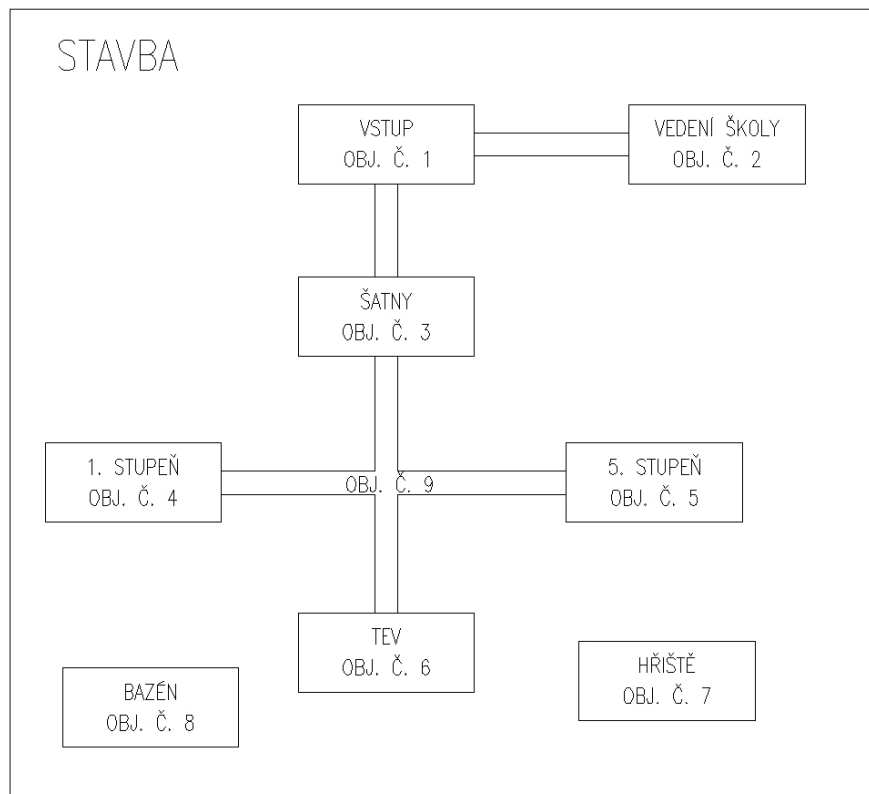 STAVBA
VSTUP
OBJ. Č. 1
VEDENÍ ŠKOLY
OBJ. Č. 2
ŠATNY
OBJ. Č. 3
1. STUPEŇ
OBJ. Č. 4
OBJ. Č. 9
5. STUPEŇ
OBJ. Č. 5
TEV
OBJ. Č. 6
HŘIŠTĚ
OBJ. Č. 7
BAZÉN
OBJ. Č. 8